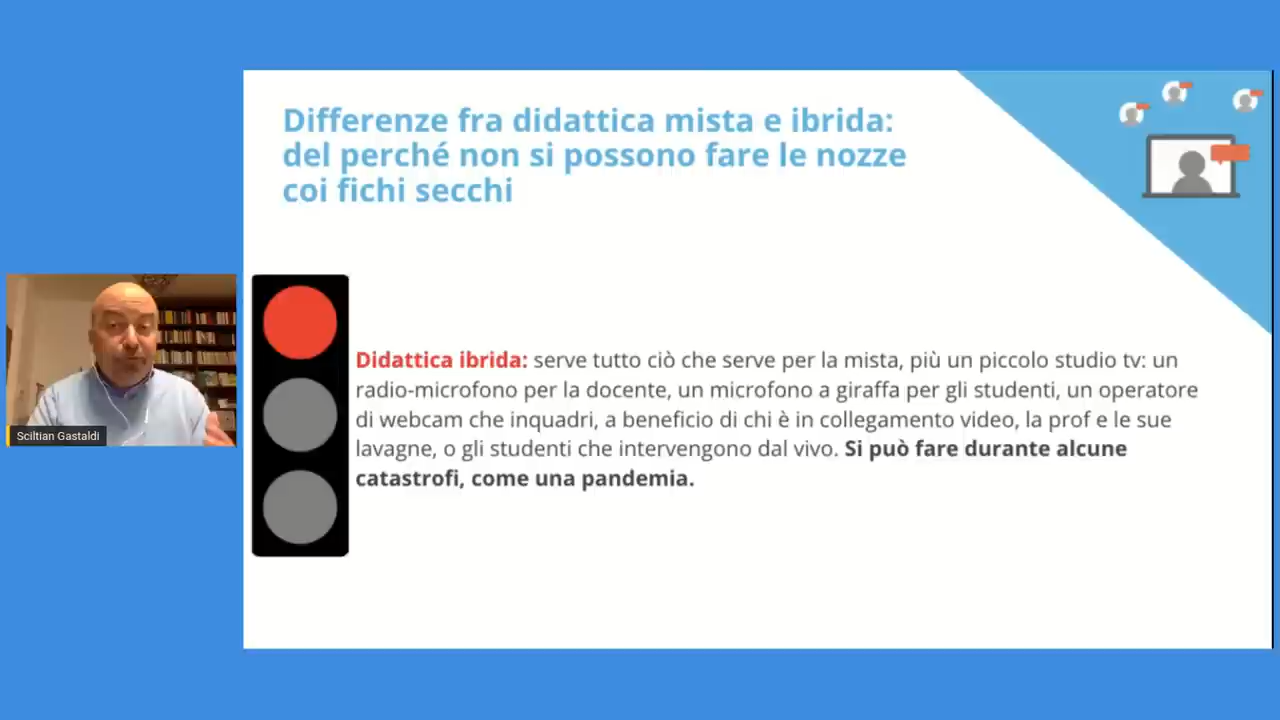 Differenze fra didattica mista e ibrida:
del perché non si possono fare le nozze
coi fichi secchi
Didattica ibrida: serve tutto ciò che serve per la mista, più un piccolo studio tv: un
radio-microfono per la docente, un microfono a giraffa per gli studenti, un operatore
di webcam che inquadri, a beneficio di chi è in collegamento video, la prof e le sue
lavagne, o gli studenti che intervengono dal vivo. Si può fare durante alcune
catastrofi, come una pandemia.
Sciltian Gastaldi